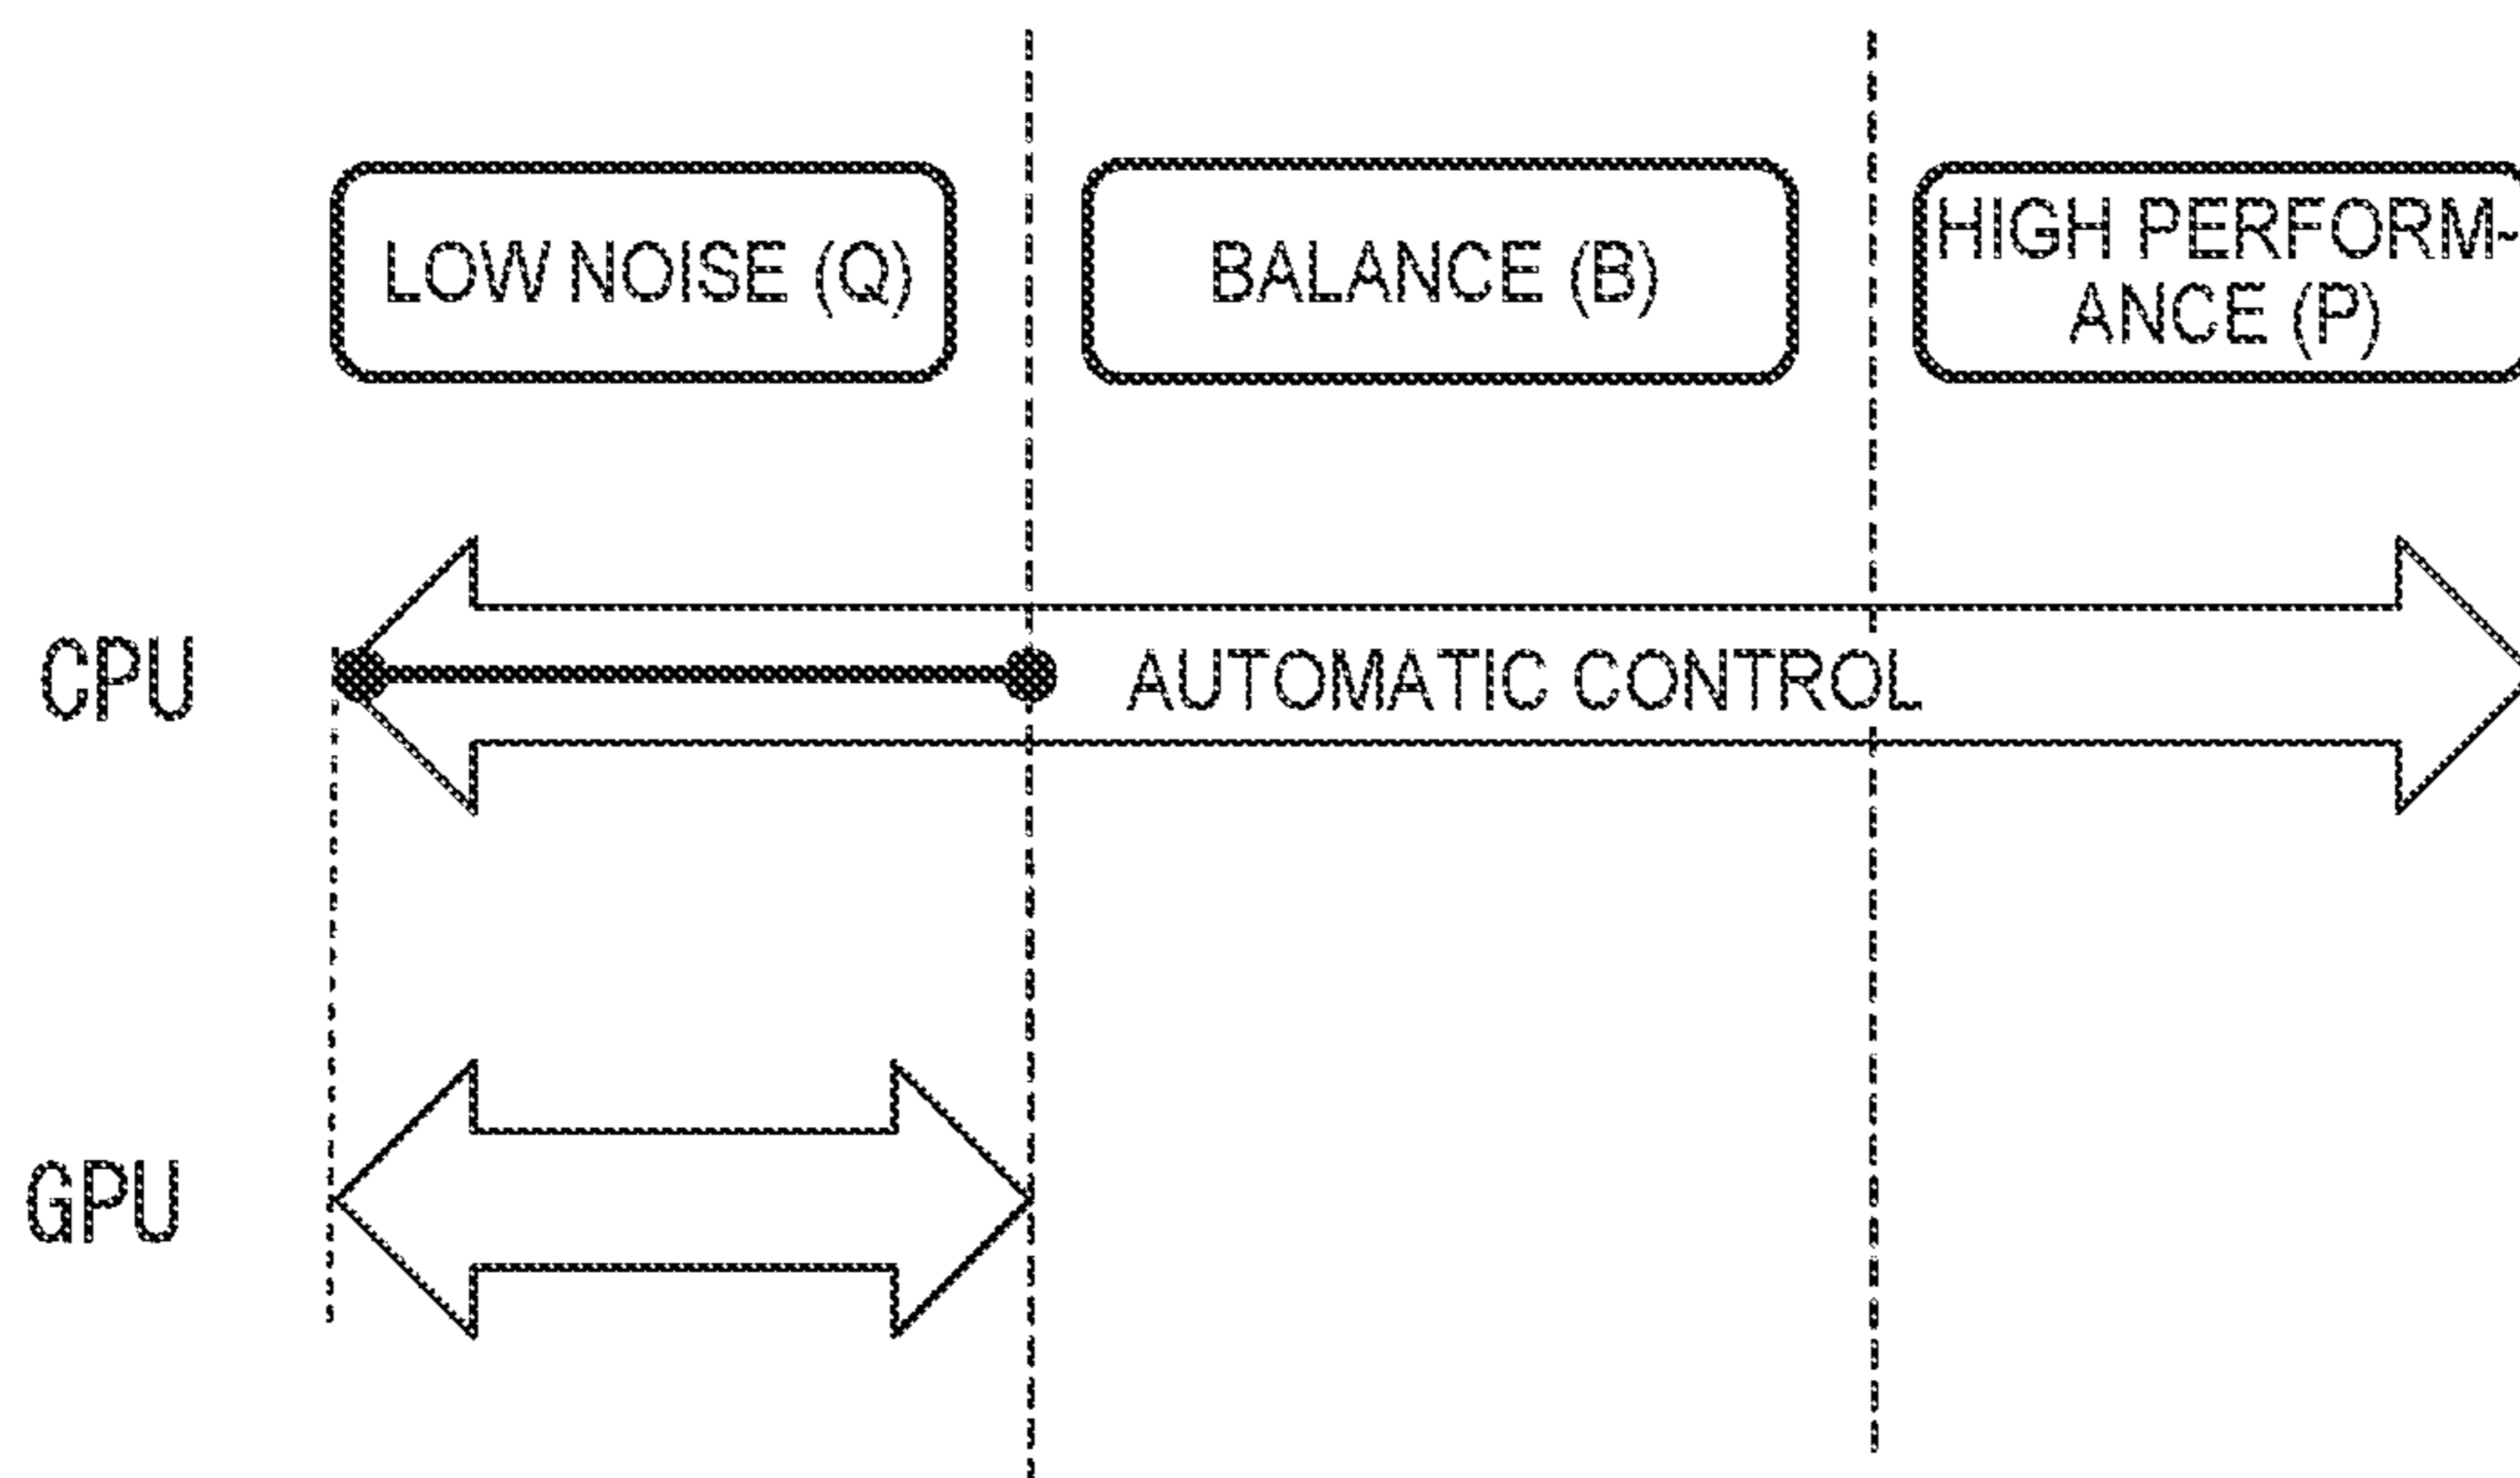 LOW NOISE (Q)
BALANCE (B)
HIGH PERFORM-
ANCE (P)
CPU
AUTOMATIC CONTROL
GPU